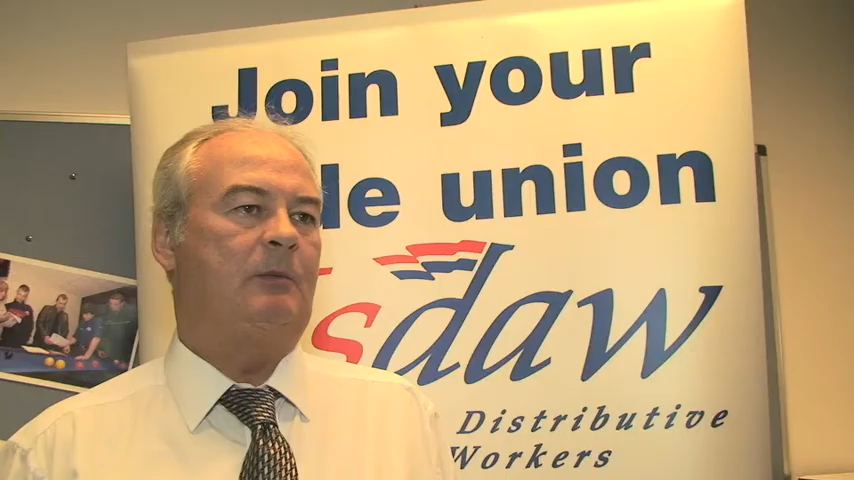 Join your
de union
sdaw
Distributive
Workers